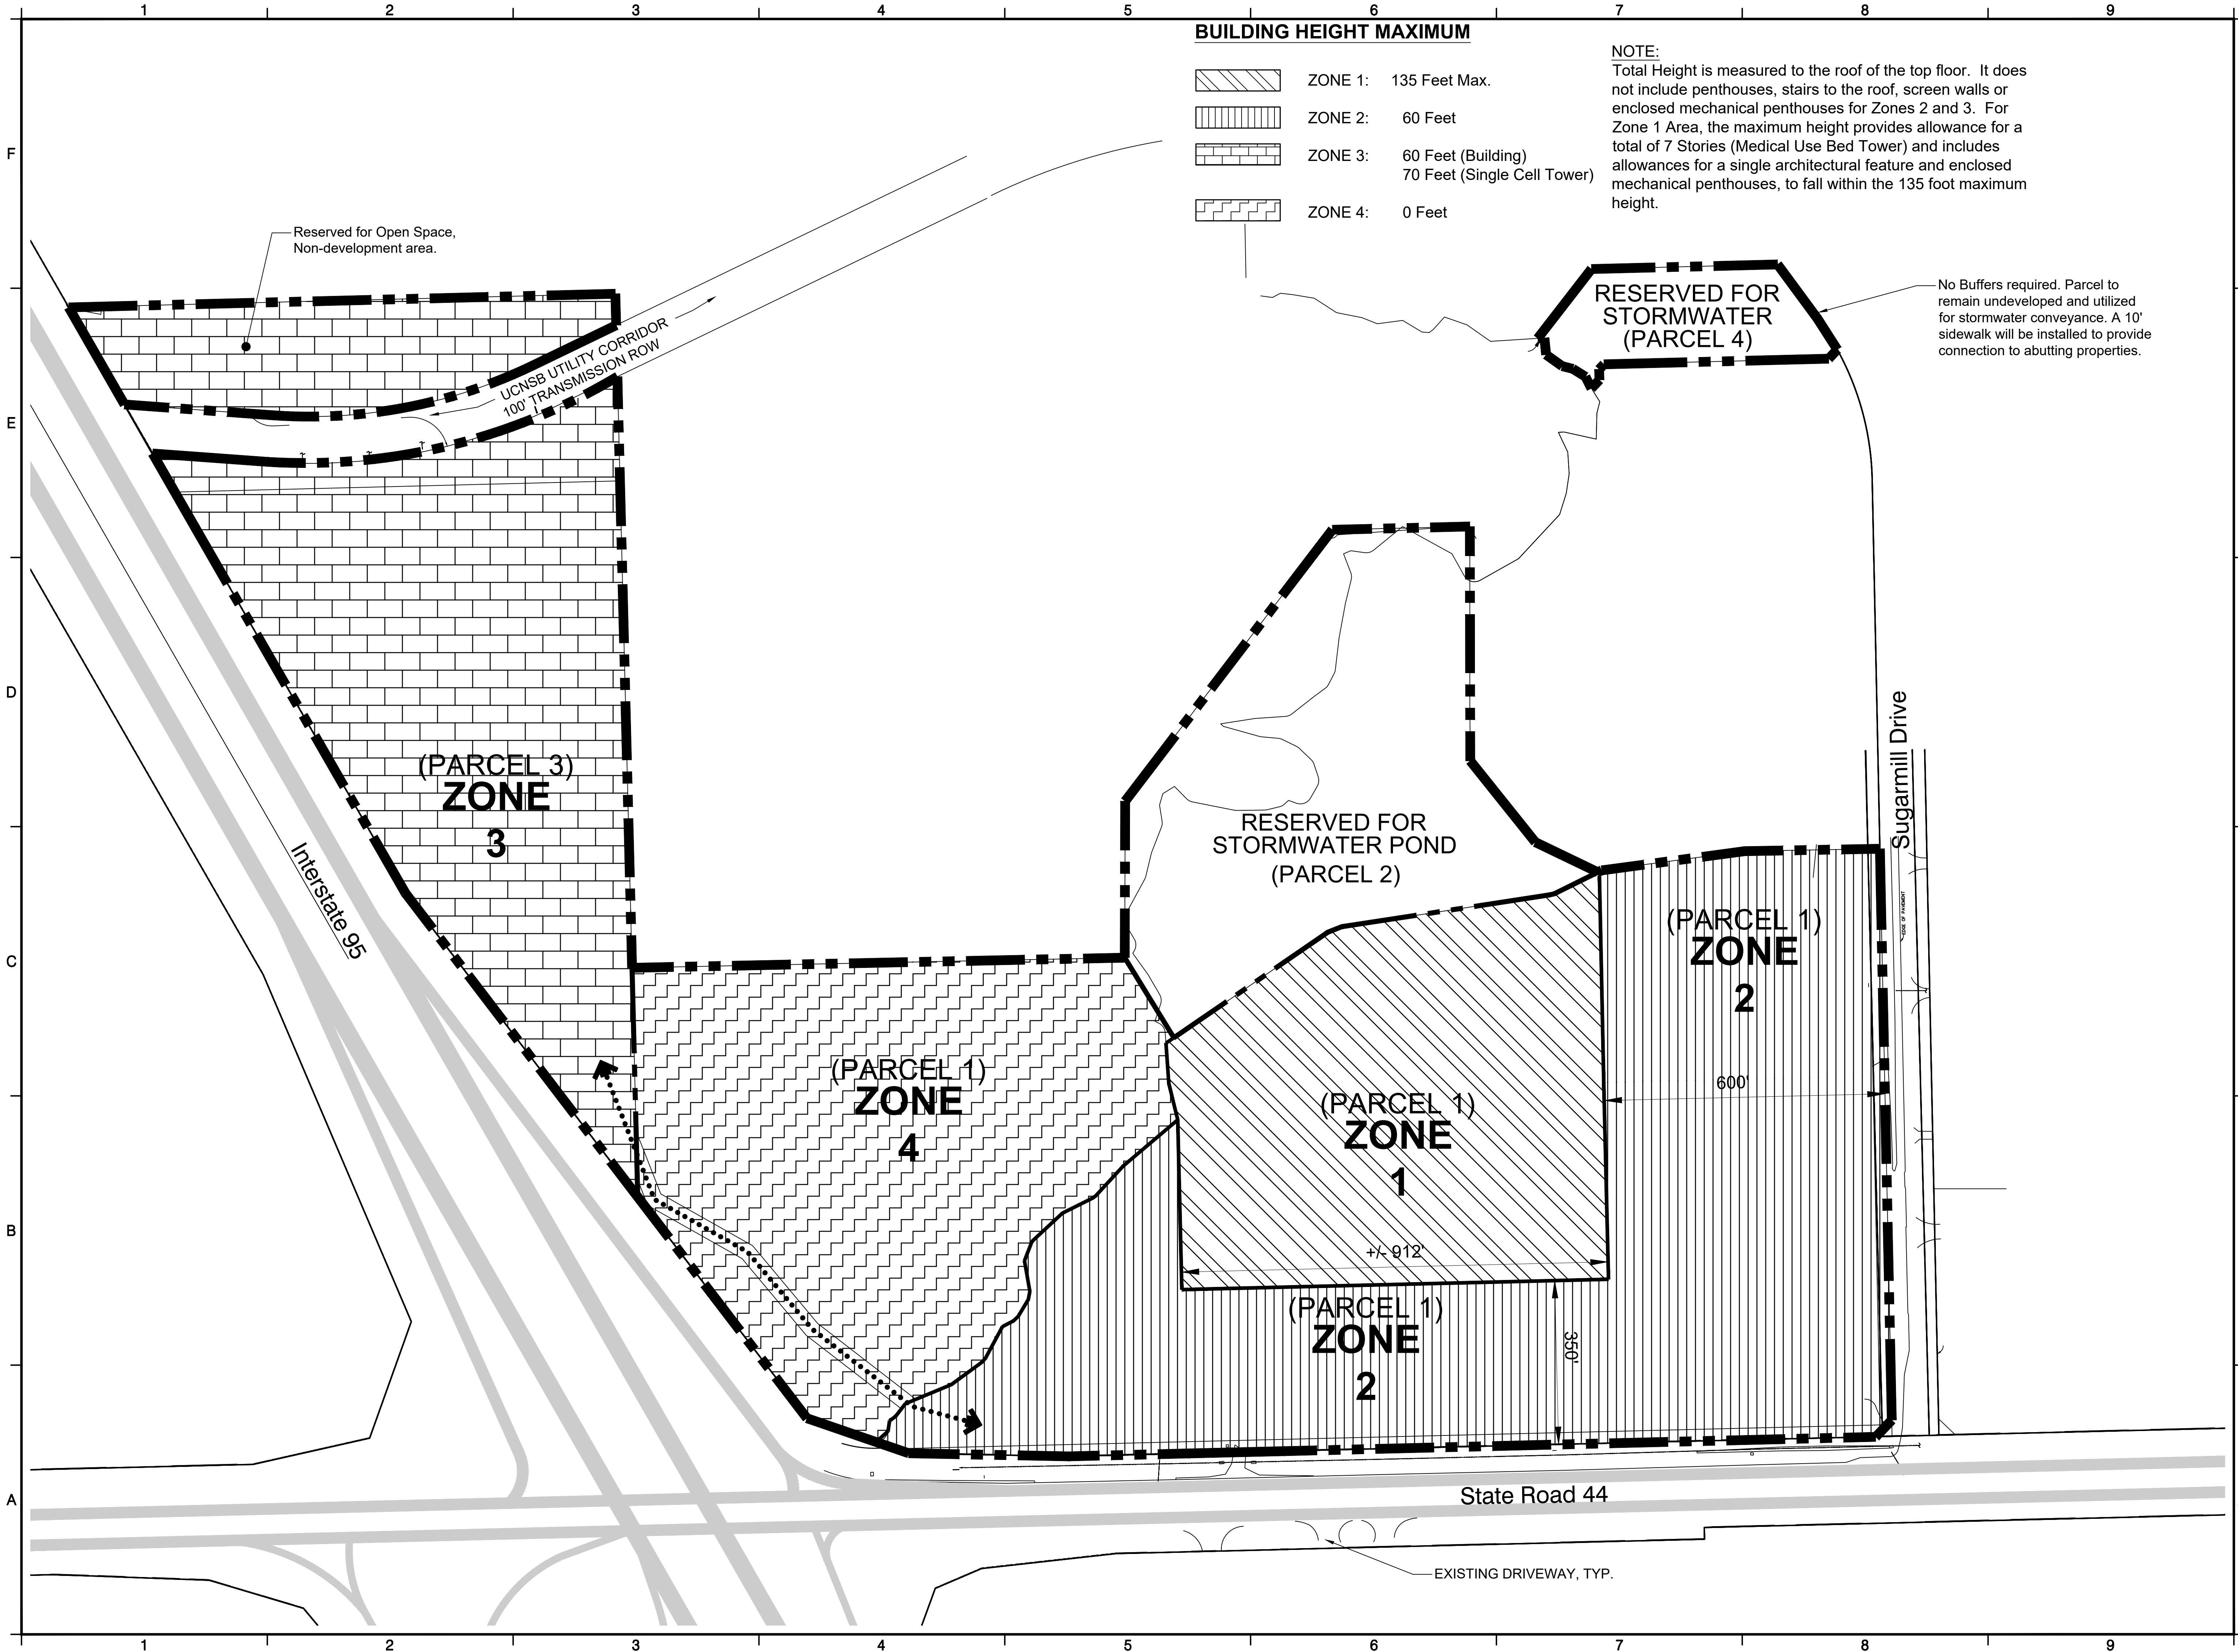 1 2 3 4 5 6 7 8 9
BUILDING HEIGHT MAXIMUM
ZONE 1: 135 Feet Max.
ZONE 2: 60 Feet
ZONE 3: 60 Feet (Building)
70 Feet (Single Cell Tower)
ZONE 4: 0 Feet
NOTE:
Total Height is measured to the roof of the top floor. It does
not include penthouses, stairs to the roof, screen walls or
enclosed mechanical penthouses for Zones 2 and 3. For
Zone 1 Area, the maximum height provides allowance for a
total of 7 Stories (Medical Use Bed Tower) and includes
allowances for a single architectural feature and enclosed
mechanical penthouses, to fall within the 135 foot maximum
height.
F
Reserved for Open Space,
Non-development area.
RESERVED FOR
STORMWATER
(PARCEL 4)
No Buffers required. Parcel to
remain undeveloped and utilized
for stormwater conveyance. A 10'
sidewalk will be installed to provide
connection to abutting properties.
UCNSB UTILITY CORRIDOR
100' TRANSMISSION ROW
E
D
Sugarmill Drive
(PARCEL 3)
ZONE
3
RESERVED FOR
STORMWATER POND
(PARCEL 2)
Interstate 95
(PARCEL 1)
ZONE
2
EDGE OF PAVEMENT
C
(PARCEL 1)
ZONE
4
(PARCEL 1)
ZONE
1
600'
B
+/- 912'
(PARCEL 1)
ZONE
2
350'
A
State Road 44
EXISTING DRIVEWAY, TYP.
1 2 3 4 5 6 7 8 9